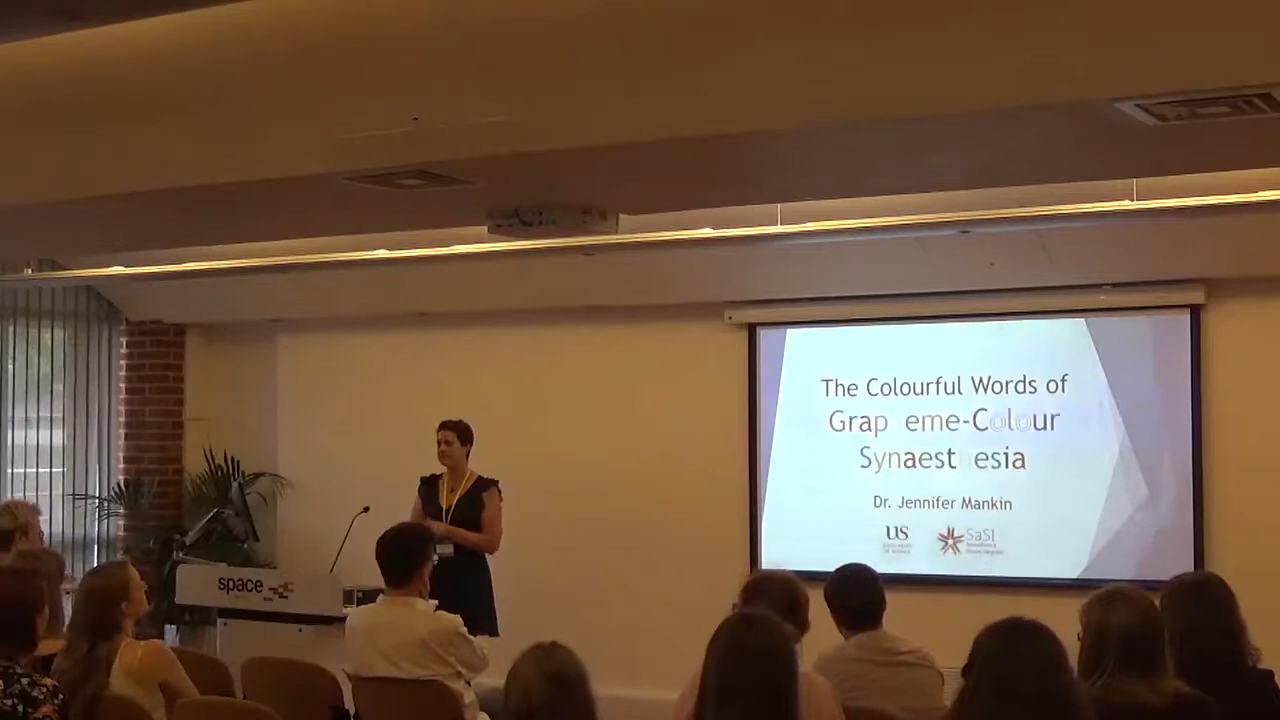 The Colourful Words of
Grapheme-Colour
Synaesthesia
Dr. Jennifer Mankin
US
SaSI
space